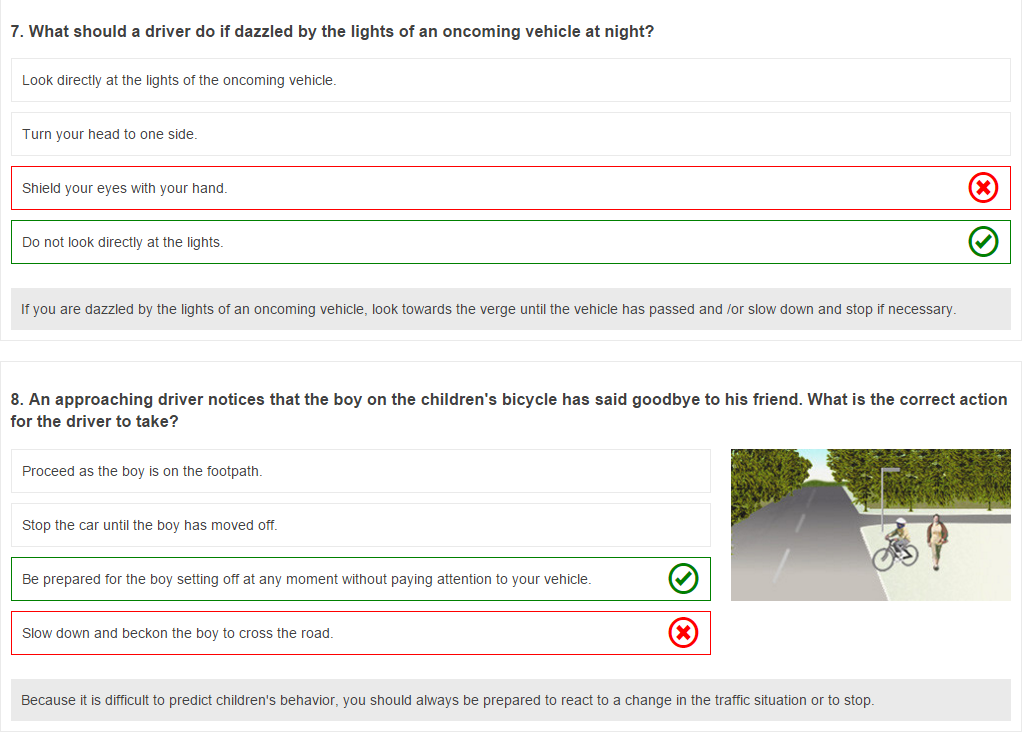 7. What should a driver do if dazzled by the lights of an oncoming vehicle at night?
Look directly at the lights of the oncoming vehicle.
Turn your head to one side.
Shield your eyes with your hand.
Do not look directly at the lights.
If you are dazzled by the lights of an oncoming vehicle, look towards the verge until the vehicle has passed and /or slow down and stop if necessary.
8. An approaching driver notices that the boy on the children's bicycle has said goodbye to his friend. What is the correct action
for the driver to take?
Proceed as the boy is on the footpath.
Stop the car until the boy has moved off.
Be prepared for the boy setting off at any moment without paying attention to your vehicle.
Slow down and beckon the boy to cross the road.
Because it is difficult to predict children's behavior, you should always be prepared to react to a change in the traffic situation or to stop.